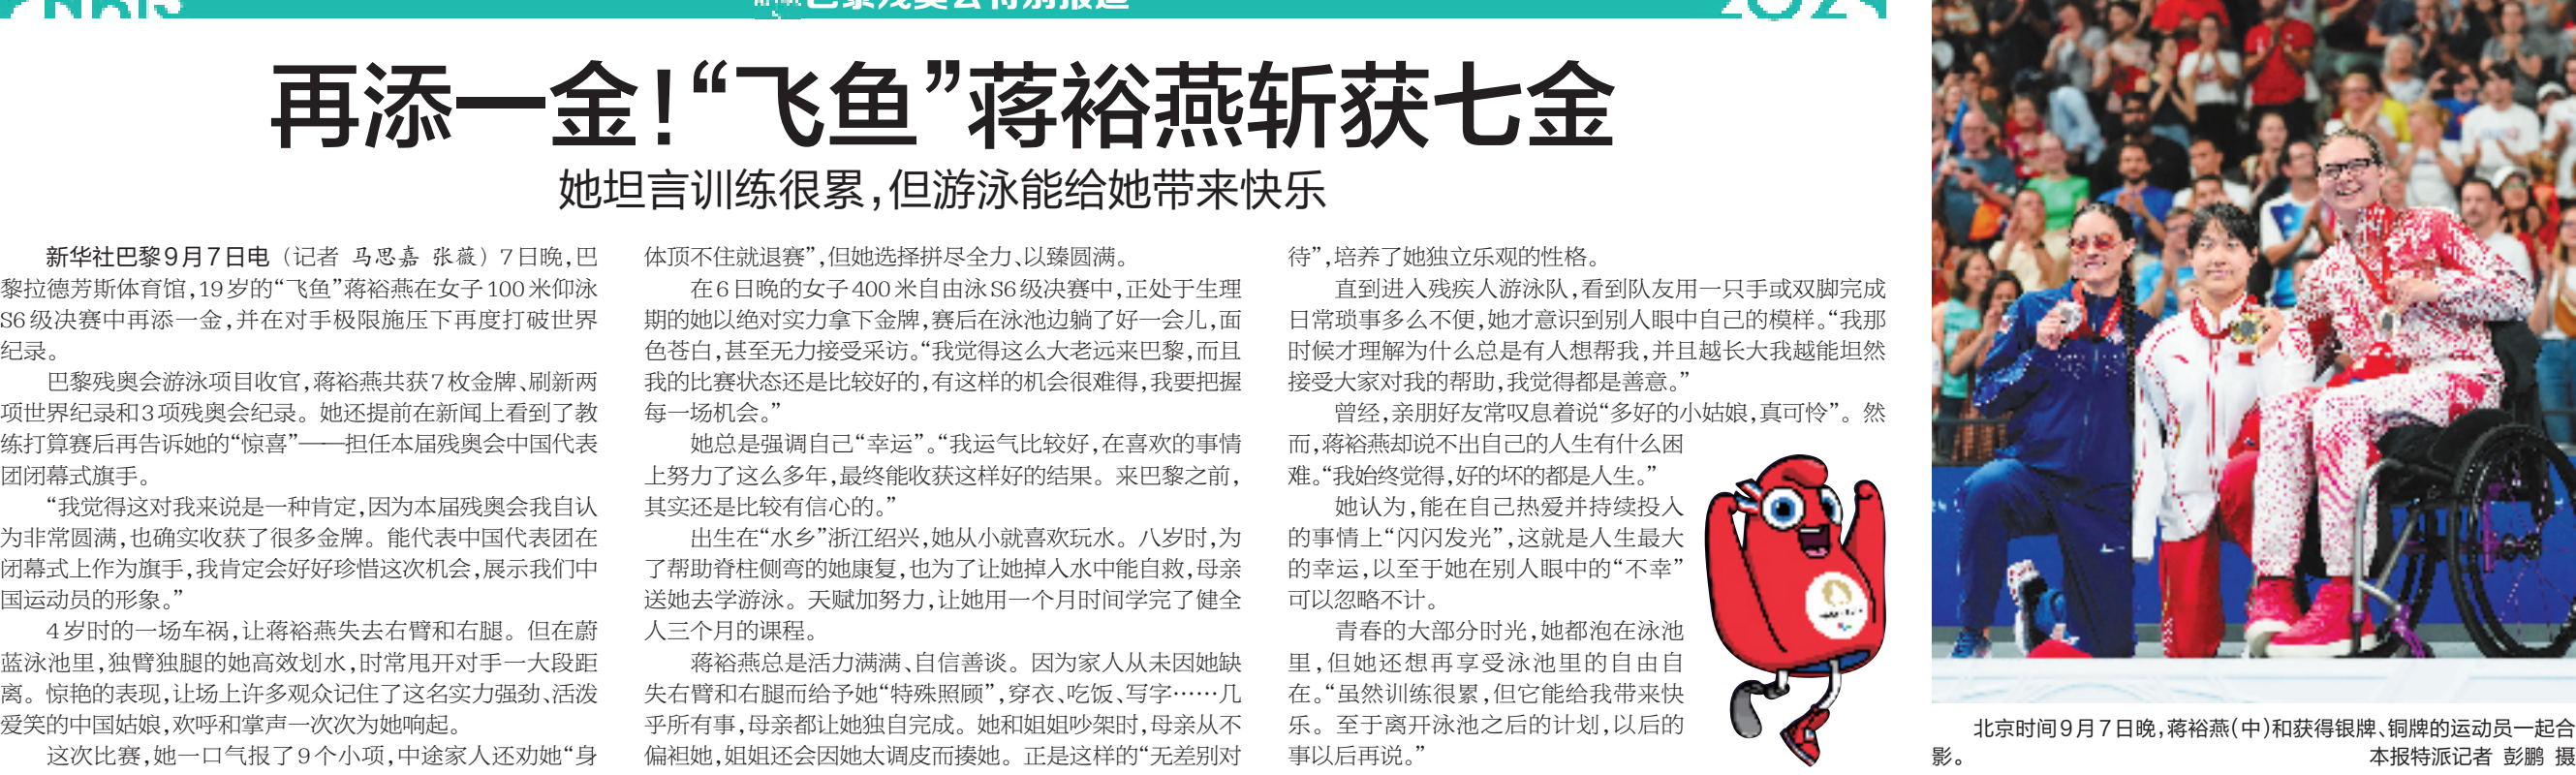 再添一金！“飞鱼”蒋裕燕斩获七金
她坦言训练很累，但游泳能给她带来快乐
新华社巴黎9月7日电（记者 马思嘉 张薇）7日晚，巴
黎拉德芳斯体育馆，19岁的“飞鱼”蒋裕燕在女子100米仰泳
S6级决赛中再添一金，并在对手极限施压下再度打破世界
纪录。
巴黎残奥会游泳项目收官，蒋裕燕共获7枚金牌、刷新两
项世界纪录和3项残奥会纪录。她还提前在新闻上看到了教
练打算赛后再告诉她的“惊喜”——担任本届残奥会中国代表
团闭幕式旗手。
“我觉得这对我来说是一种肯定，因为本届残奥会我自认
为非常圆满，也确实收获了很多金牌。能代表中国代表团在
闭幕式上作为旗手，我肯定会好好珍惜这次机会，展示我们中
国运动员的形象。”
4岁时的一场车祸，让蒋裕燕失去右臂和右腿。但在蔚
蓝泳池里，独臂独腿的她高效划水，时常甩开对手一大段距
离。惊艳的表现，让场上许多观众记住了这名实力强劲、活泼
爱笑的中国姑娘，欢呼和掌声一次次为她响起。
这次比赛，她一口气报了9个小项，中途家人还劝她“身
体顶不住就退赛”，但她选择拼尽全力、以臻圆满。
在6日晚的女子400米自由泳S6级决赛中，正处于生理
期的她以绝对实力拿下金牌，赛后在泳池边躺了好一会儿，面
色苍白，甚至无力接受采访。“我觉得这么大老远来巴黎，而且
我的比赛状态还是比较好的，有这样的机会很难得，我要把握
每一场机会。”
她总是强调自己“幸运”。“我运气比较好，在喜欢的事情
上努力了这么多年，最终能收获这样好的结果。来巴黎之前，
其实还是比较有信心的。”
出生在“水乡”浙江绍兴，她从小就喜欢玩水。八岁时，为
了帮助脊柱侧弯的她康复，也为了让她掉入水中能自救，母亲
送她去学游泳。天赋加努力，让她用一个月时间学完了健全
人三个月的课程。
蒋裕燕总是活力满满、自信善谈。因为家人从未因她缺
失右臂和右腿而给予她“特殊照顾”，穿衣、吃饭、写字……几
乎所有事，母亲都让她独自完成。她和姐姐吵架时，母亲从不
偏袒她，姐姐还会因她太调皮而揍她。正是这样的“无差别对
待”，培养了她独立乐观的性格。
直到进入残疾人游泳队，看到队友用一只手或双脚完成
日常琐事多么不便，她才意识到别人眼中自己的模样。“我那
时候才理解为什么总是有人想帮我，并且越长大我越能坦然
接受大家对我的帮助，我觉得都是善意。”
曾经，亲朋好友常叹息着说“多好的小姑娘，真可怜”。然
而，蒋裕燕却说不出自己的人生有什么困
难。“我始终觉得，好的坏的都是人生。”
她认为，能在自己热爱并持续投入
的事情上“闪闪发光”，这就是人生最大
的幸运，以至于她在别人眼中的“不幸”
可以忽略不计。
青春的大部分时光，她都泡在泳池
里，但她还想再享受泳池里的自由自
在。“虽然训练很累，但它能给我带来快
乐。至于离开泳池之后的计划，以后的
事以后再说。”
北京时间9月7日晚，蒋裕燕（中）和获得银牌、铜牌的运动员一起合
影。 本报特派记者 彭鹏 摄